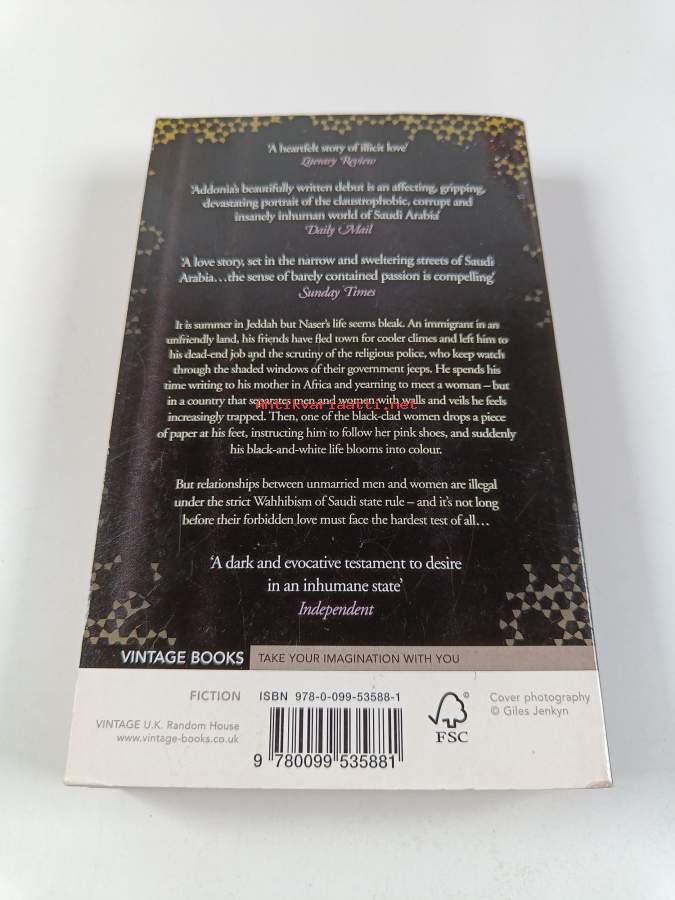 'A heartfelt story of illicit love'
Literary Review
'Addonia's beautifully written debut is an affecting, gripping,
devastating portrait of the claustrophobic, corrupt and
insanely inhuman world of Saudi Arabia'
Daily Mail
'A love story, set in the narrow and sweltering streets of Saudi
Arabia…the sense of barely contained passion is compelling'
Sunday Times
It is summer in Jeddah but Naser's life seems bleak. An immigrant in an
unfriendly land, his friends have fled town for cooler climes and left him to
his dead-end job and the scrutiny of the religious police, who keep watch
through the shaded windows of their government jeeps. He spends his
time writing to his mother in Africa and yearning to meet a woman – but
in a country that separates men and women with walls and veils he feels
Antikvariaatti.net
increasingly trapped. Then, one of the black-clad women drops a piece
of paper at his feet, instructing him to follow her pink shoes, and suddenly
his black-and-white life blooms into colour.
But relationships between unmarried men and women are illegal
under the strict Wahhibism of Saudi state rule – and it's not long
before their forbidden love must face the hardest test of all…
'A dark and evocative testament to desire
in an inhumane state'
Independent
VINTAGE BOOKS TAKE YOUR IMAGINATION WITH YOU
FICTION ISBN 978-0-099-53588-1
VINTAGE U.K. Random House
www.vintage-books.co.uk
9 780099 535881
FSC
©
Cover photography
© Giles Jenkyn